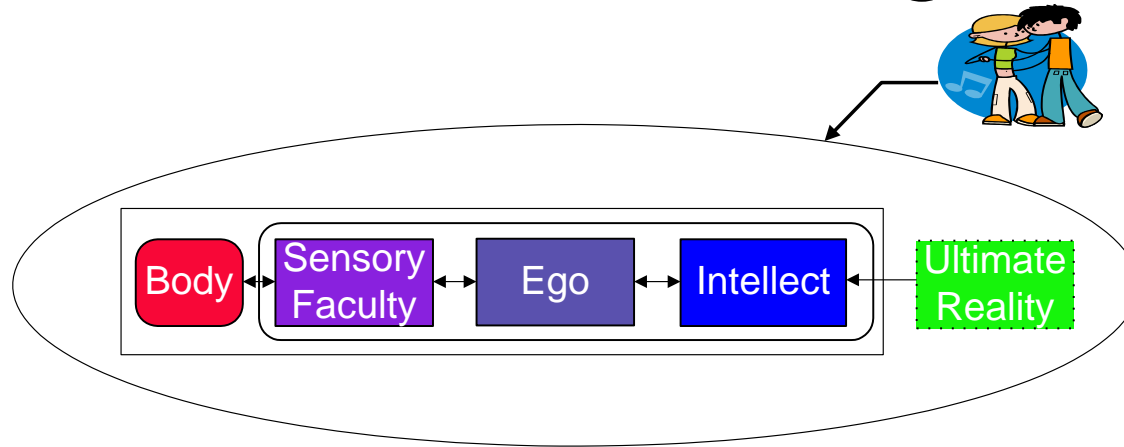 Body
Sensory
Faculty
Ego
Intellect
Ultimate
Reality